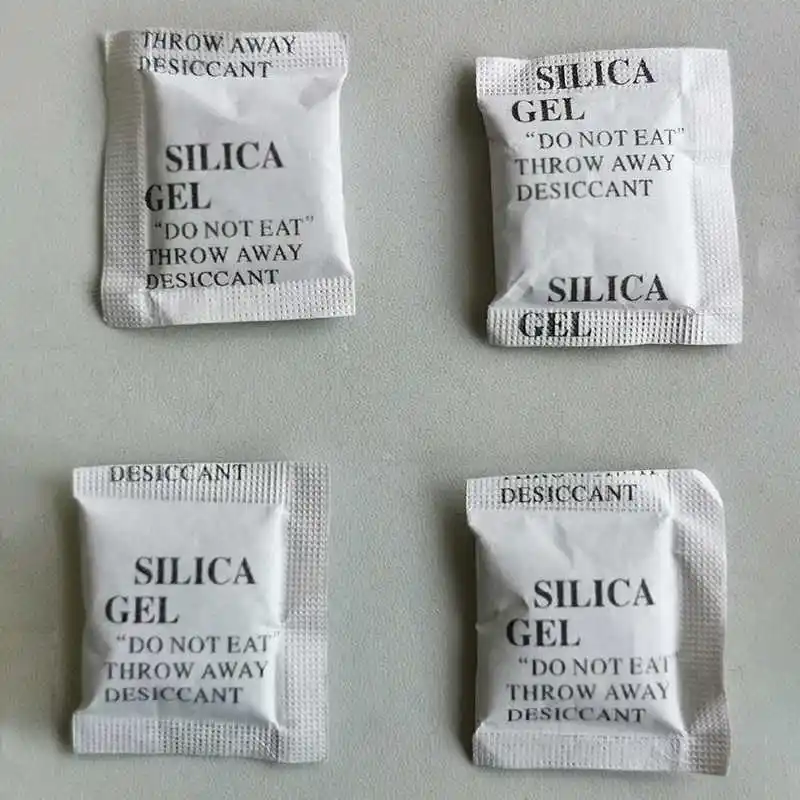 THROW AWAY
DESICCANT
SILICA
GEL
“DO NOT EAT”
THROW AWAY
DESICCANT
SILICA
GEL
“DO NOT EAT”
THROW AWAY
DESICCANT
SILICA
GEL
DESICCANT
SILICA
GEL
“DO NOT EAT”
THROW AWAY
DESICCANT
DESICCANT
SILICA
GEL
“DO NOT EAT
THROW AWAY
DESICCANT